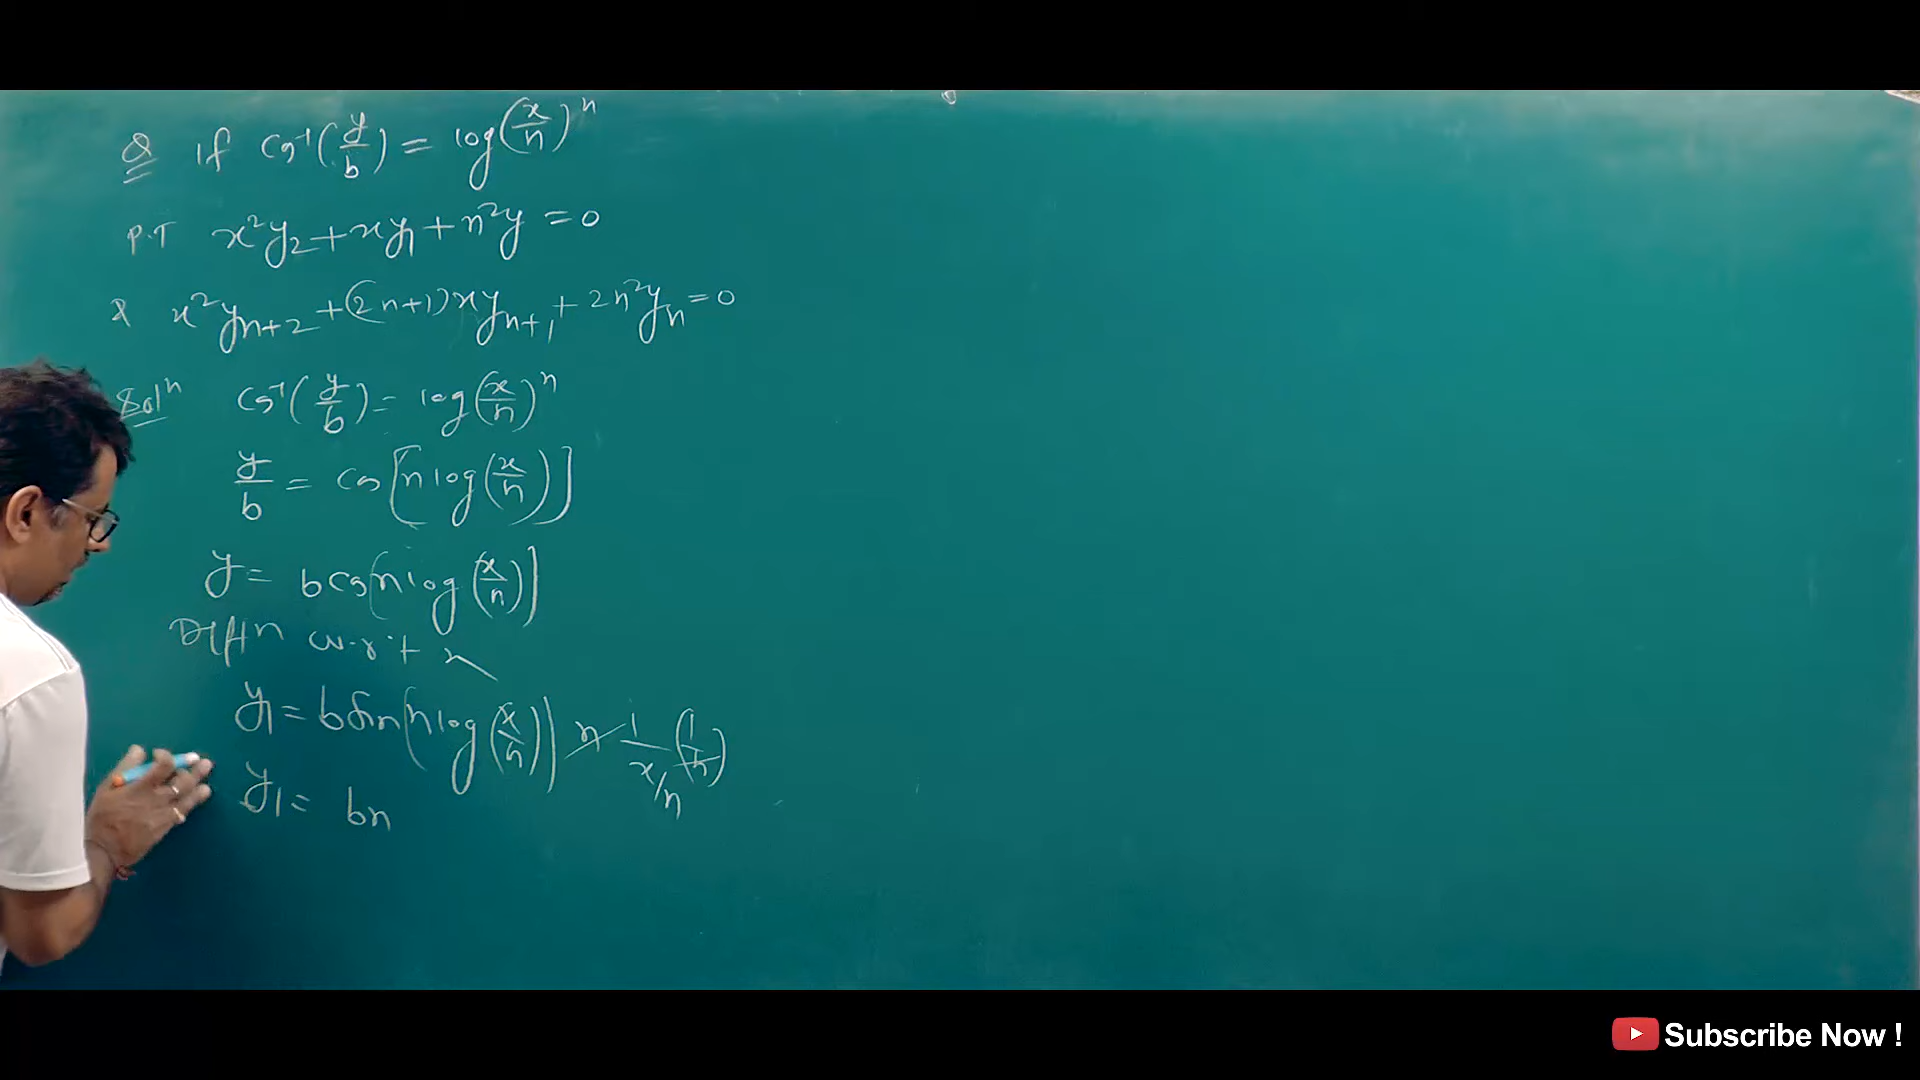 Q If cos⁻¹(y/b) = log(x/n)ⁿ
P.T x²y₂ + xy₁ + n²y = 0
& x²yₙ₊₂ + (2n+1)xyₙ₊₁ + 2n²yₙ = 0
Solⁿ cos⁻¹(y/b) = log(x/n)ⁿ
y/b = cos[n log(x/n)]
y = b cos[n log(x/n)]
Diffn w.r.t x
y₁ = b sin[n log(x/n)] n 1/(x/n) (1/n)
y₁ = bn
Subscribe Now !